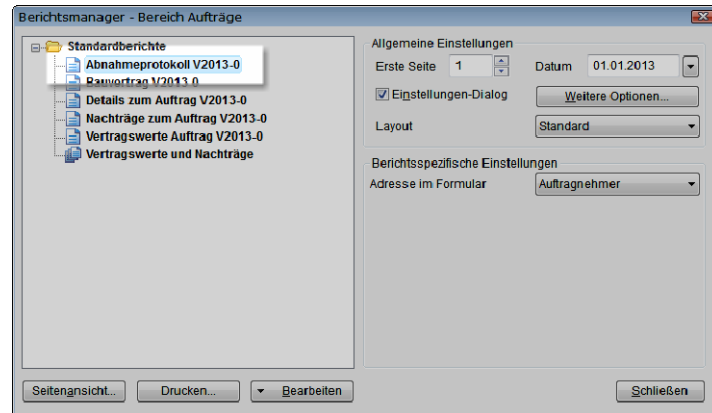 Berichtsmanager - Bereich Aufträge
Standardberichte
Abnahmeprotokoll V2013-0
Bauvertrag V2013-0
Details zum Auftrag V2013-0
Nachträge zum Auftrag V2013-0
Vertragswerte Auftrag V2013-0
Vertragswerte und Nachträge
Allgemeine Einstellungen
Erste Seite 1 Datum 01.01.2013
Einstellungen-Dialog Weitere Optionen...
Layout Standard
Berichtsspezifische Einstellungen
Adresse im Formular Auftragnehmer
Seitenansicht... Drucken... Bearbeiten Schließen